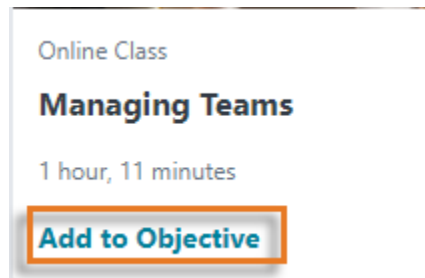 Online Class
Managing Teams
1 hour, 11 minutes
Add to Objective